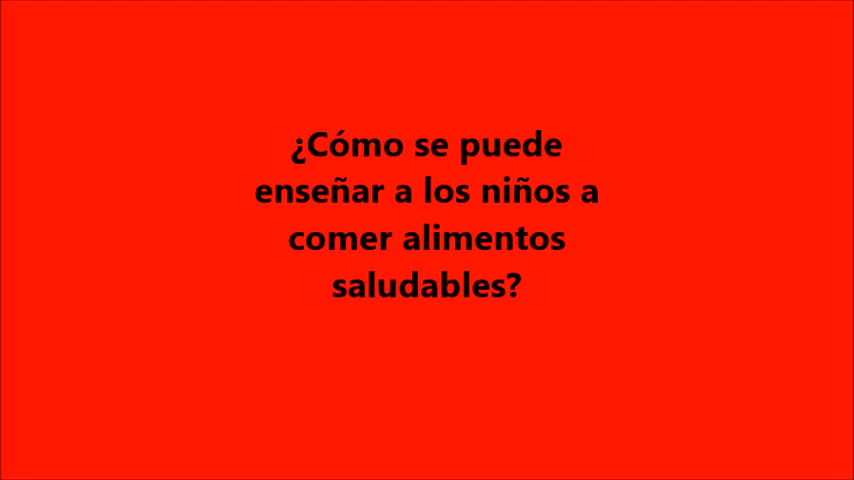 ¿Cómo se puede
enseñar a los niños a
comer alimentos
saludables?